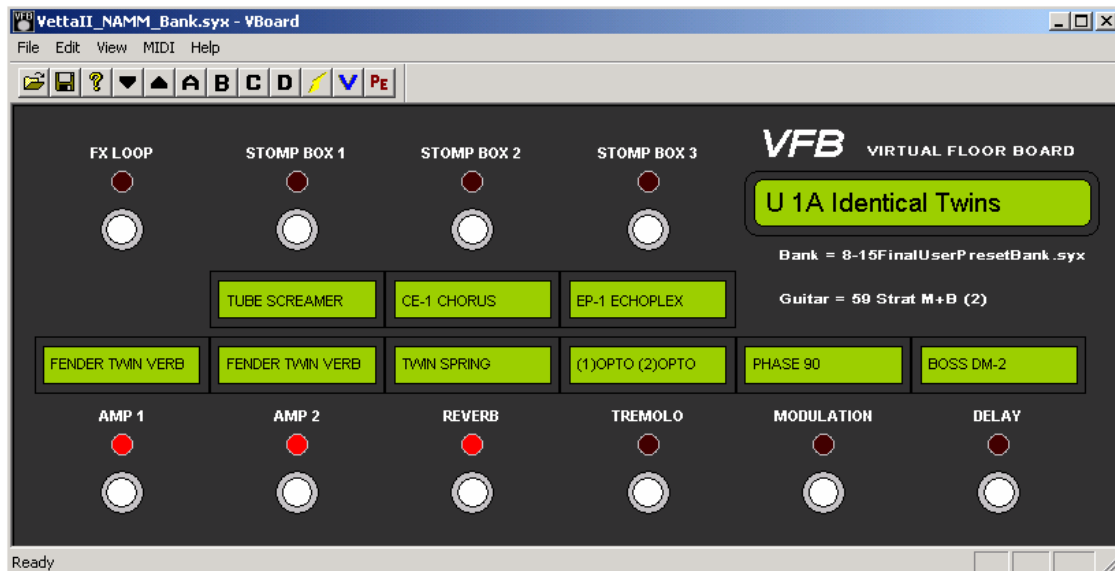 VettaII_NAMM_Bank.syx - VBoard
File Edit View MIDI Help
A B C D V PE
FX LOOP STOMP BOX 1 STOMP BOX 2 STOMP BOX 3
VFB VIRTUAL FLOOR BOARD
U 1A Identical Twins
Bank = 8-15FinalUserPresetBank.syx
TUBE SCREAMER CE-1 CHORUS EP-1 ECHOPLEX
Guitar = 59 Strat M+B (2)
FENDER TWIN VERB FENDER TWIN VERB TWIN SPRING (1)OPTO (2)OPTO PHASE 90 BOSS DM-2
AMP 1 AMP 2 REVERB TREMOLO MODULATION DELAY
Ready